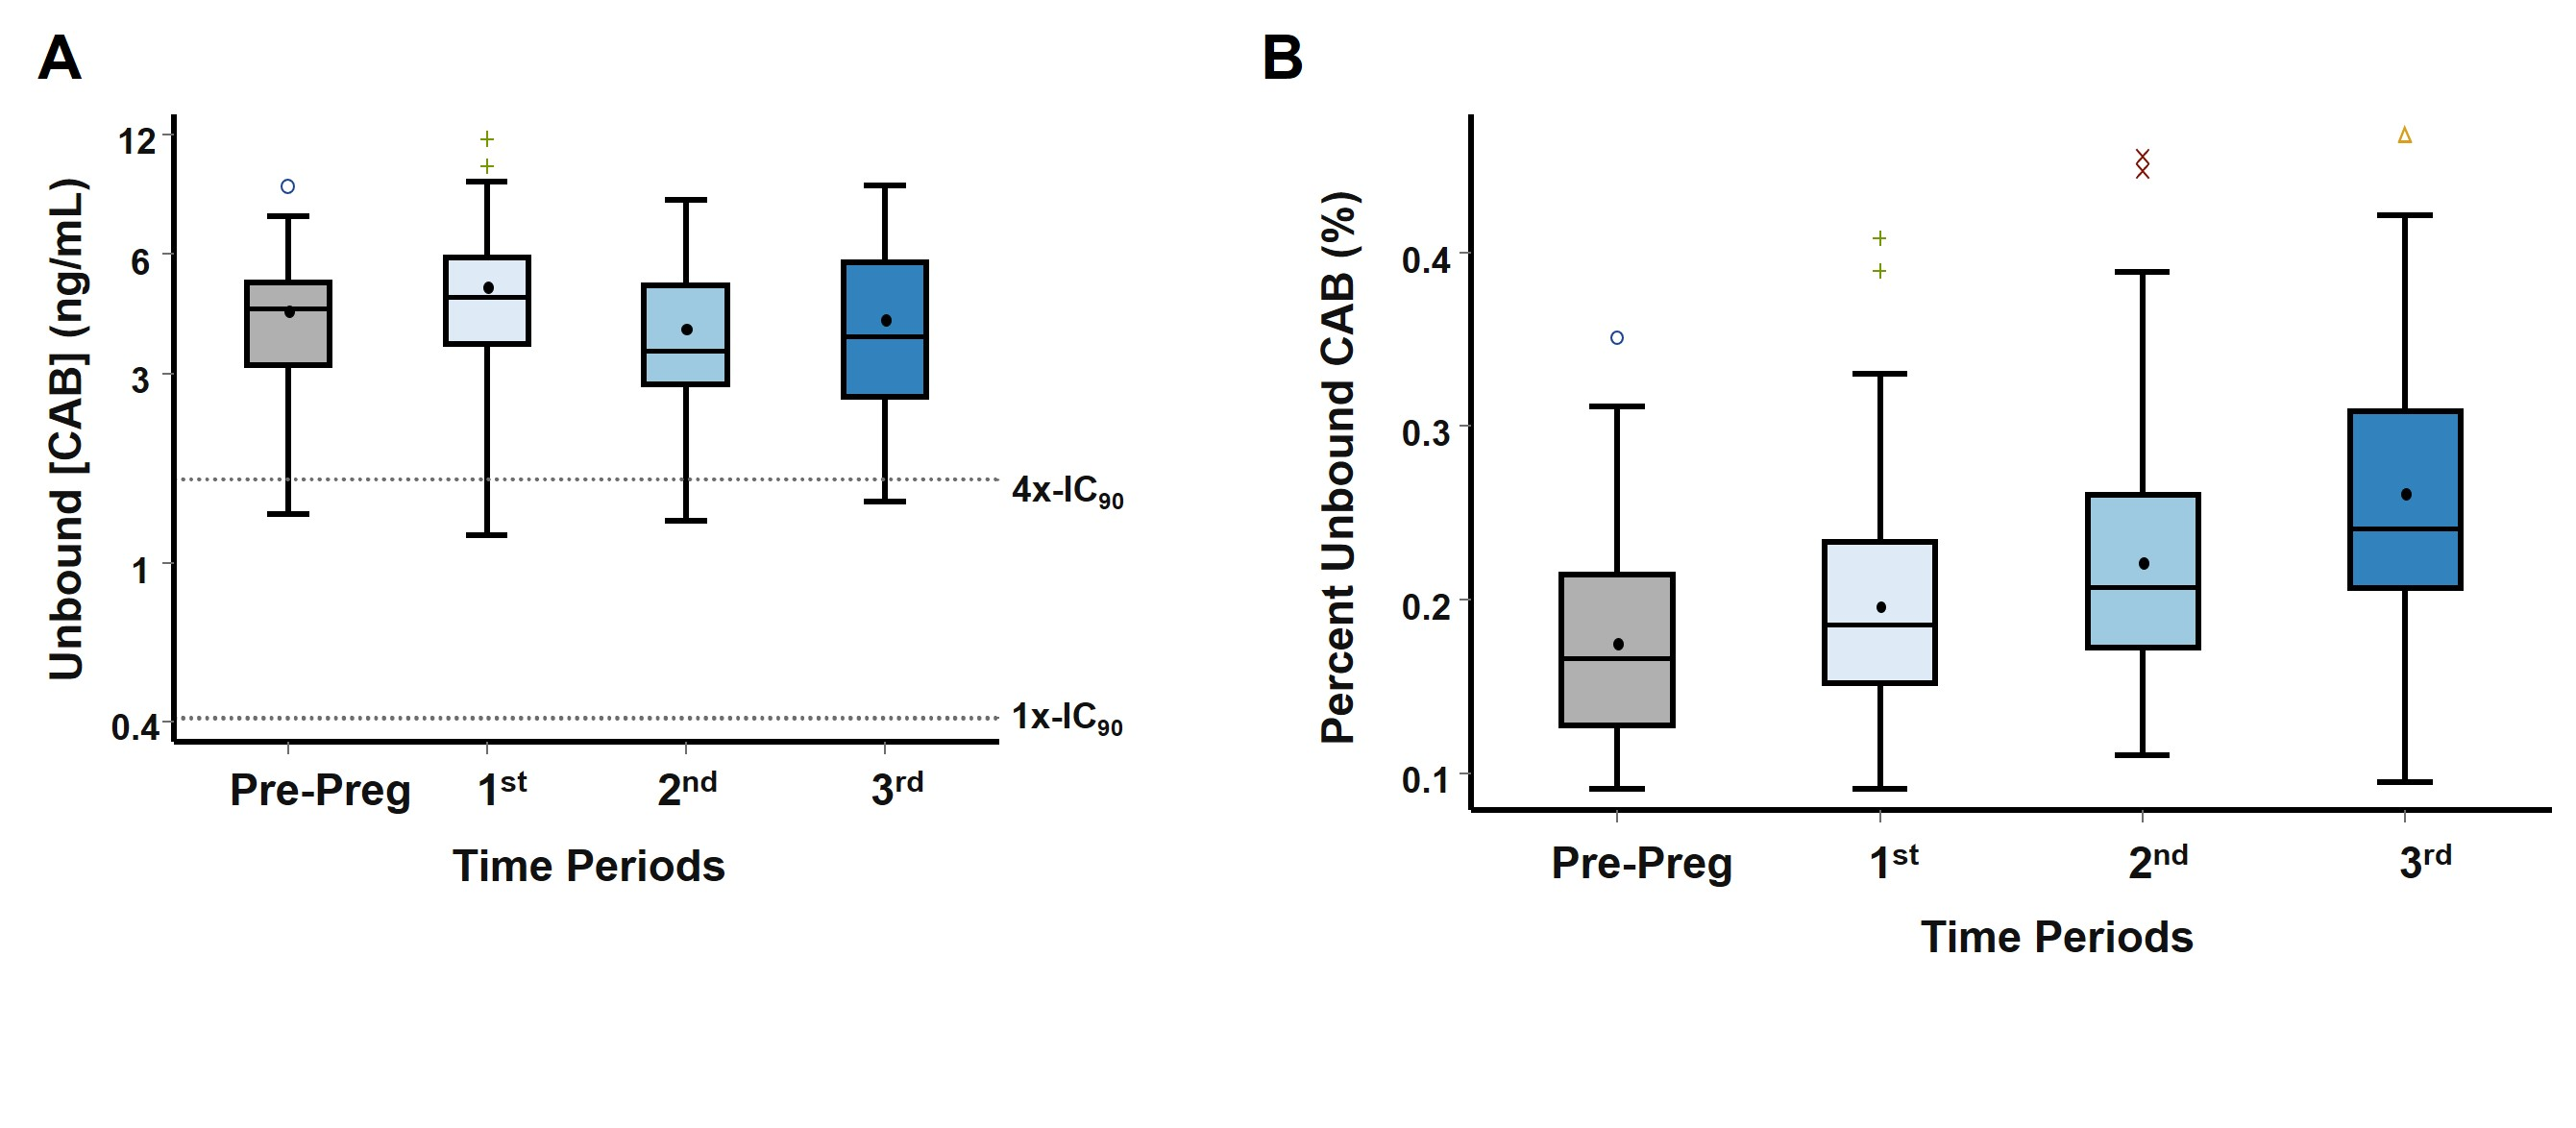 A
Unbound [CAB] (ng/mL)
12
6
3
1
0.4
4x-IC90
1x-IC90
Pre-Preg 1st 2nd 3rd
Time Periods
B
Percent Unbound CAB (%)
0.4
0.3
0.2
0.1
Pre-Preg 1st 2nd 3rd
Time Periods